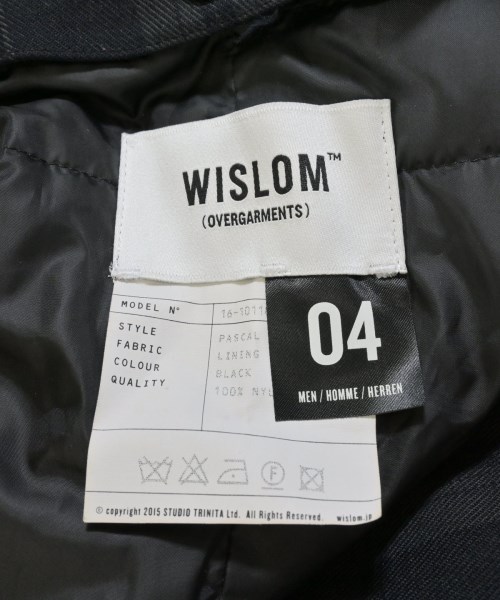 WISLOM™
(OVERGARMENTS)
MODEL Nº
STYLE PASCAL
FABRIC LINING
COLOUR BLACK
QUALITY 100%
04
MEN / HOMME / HERREN
F
© copyright 2015 STUDIO TRINITA Ltd. All Rights Reserved. wislom.jp